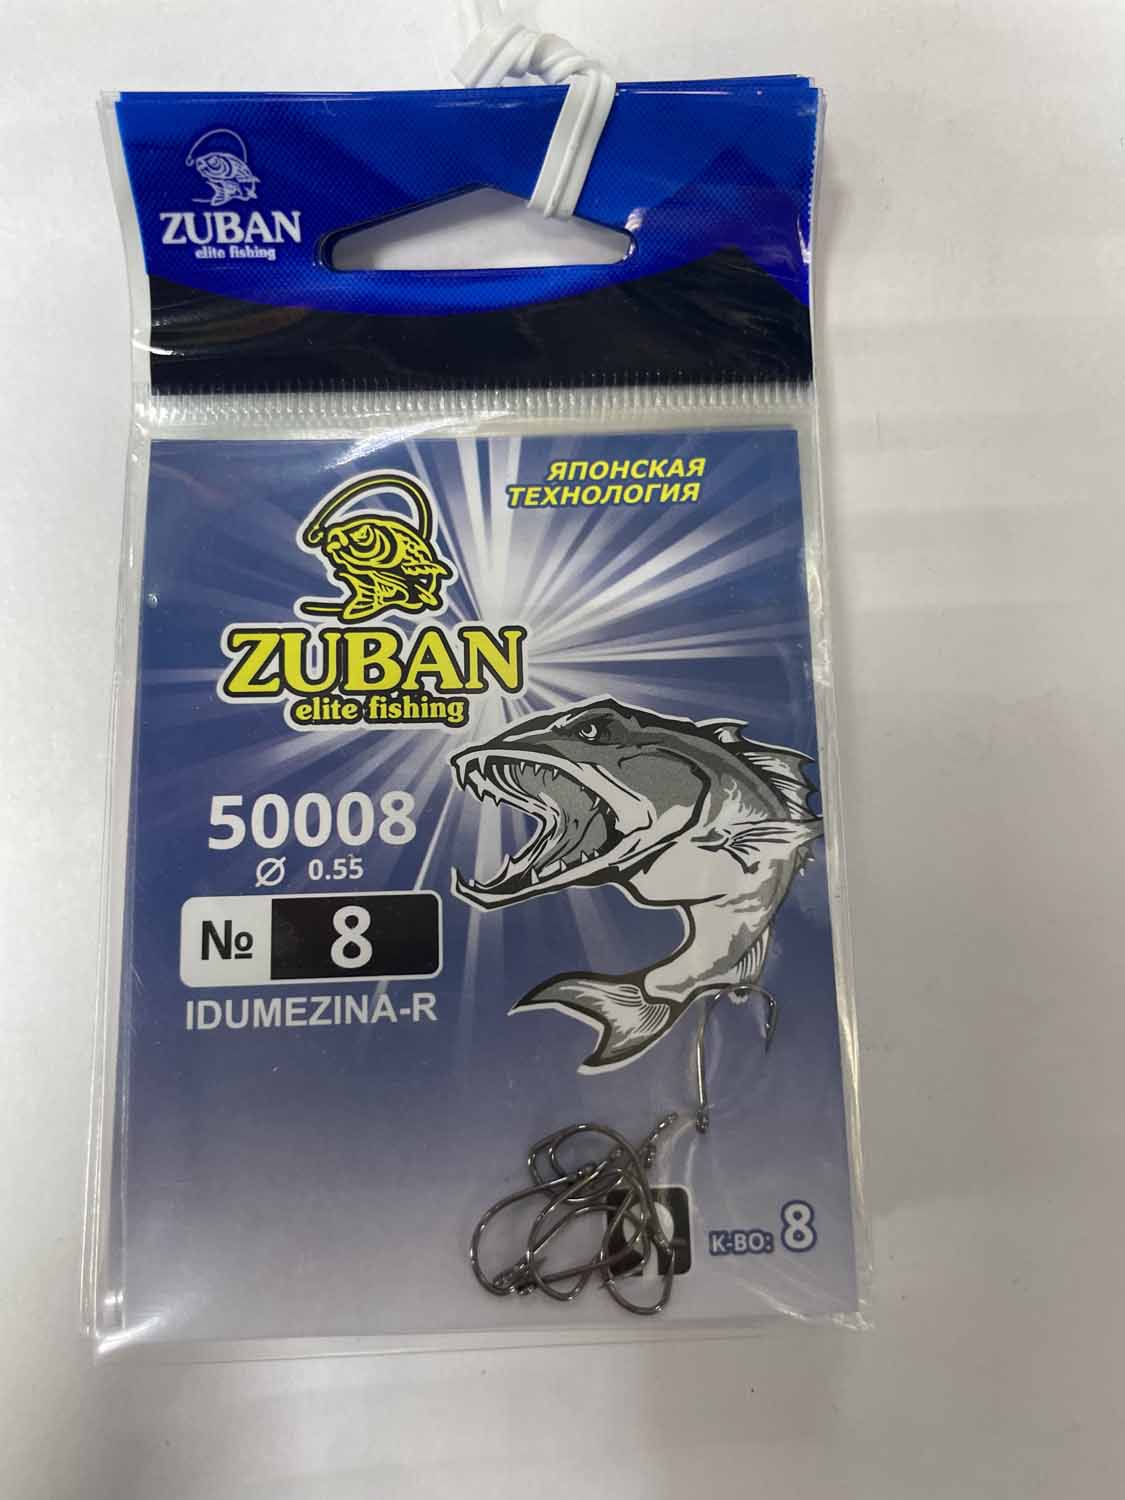 ZUBAN
elite fishing
ЯПОНСКАЯ
ТЕХНОЛОГИЯ
ZUBAN
elite fishing
50008
Ø 0.55
№ 8
IDUMEZINA-R
К-ВО: 8